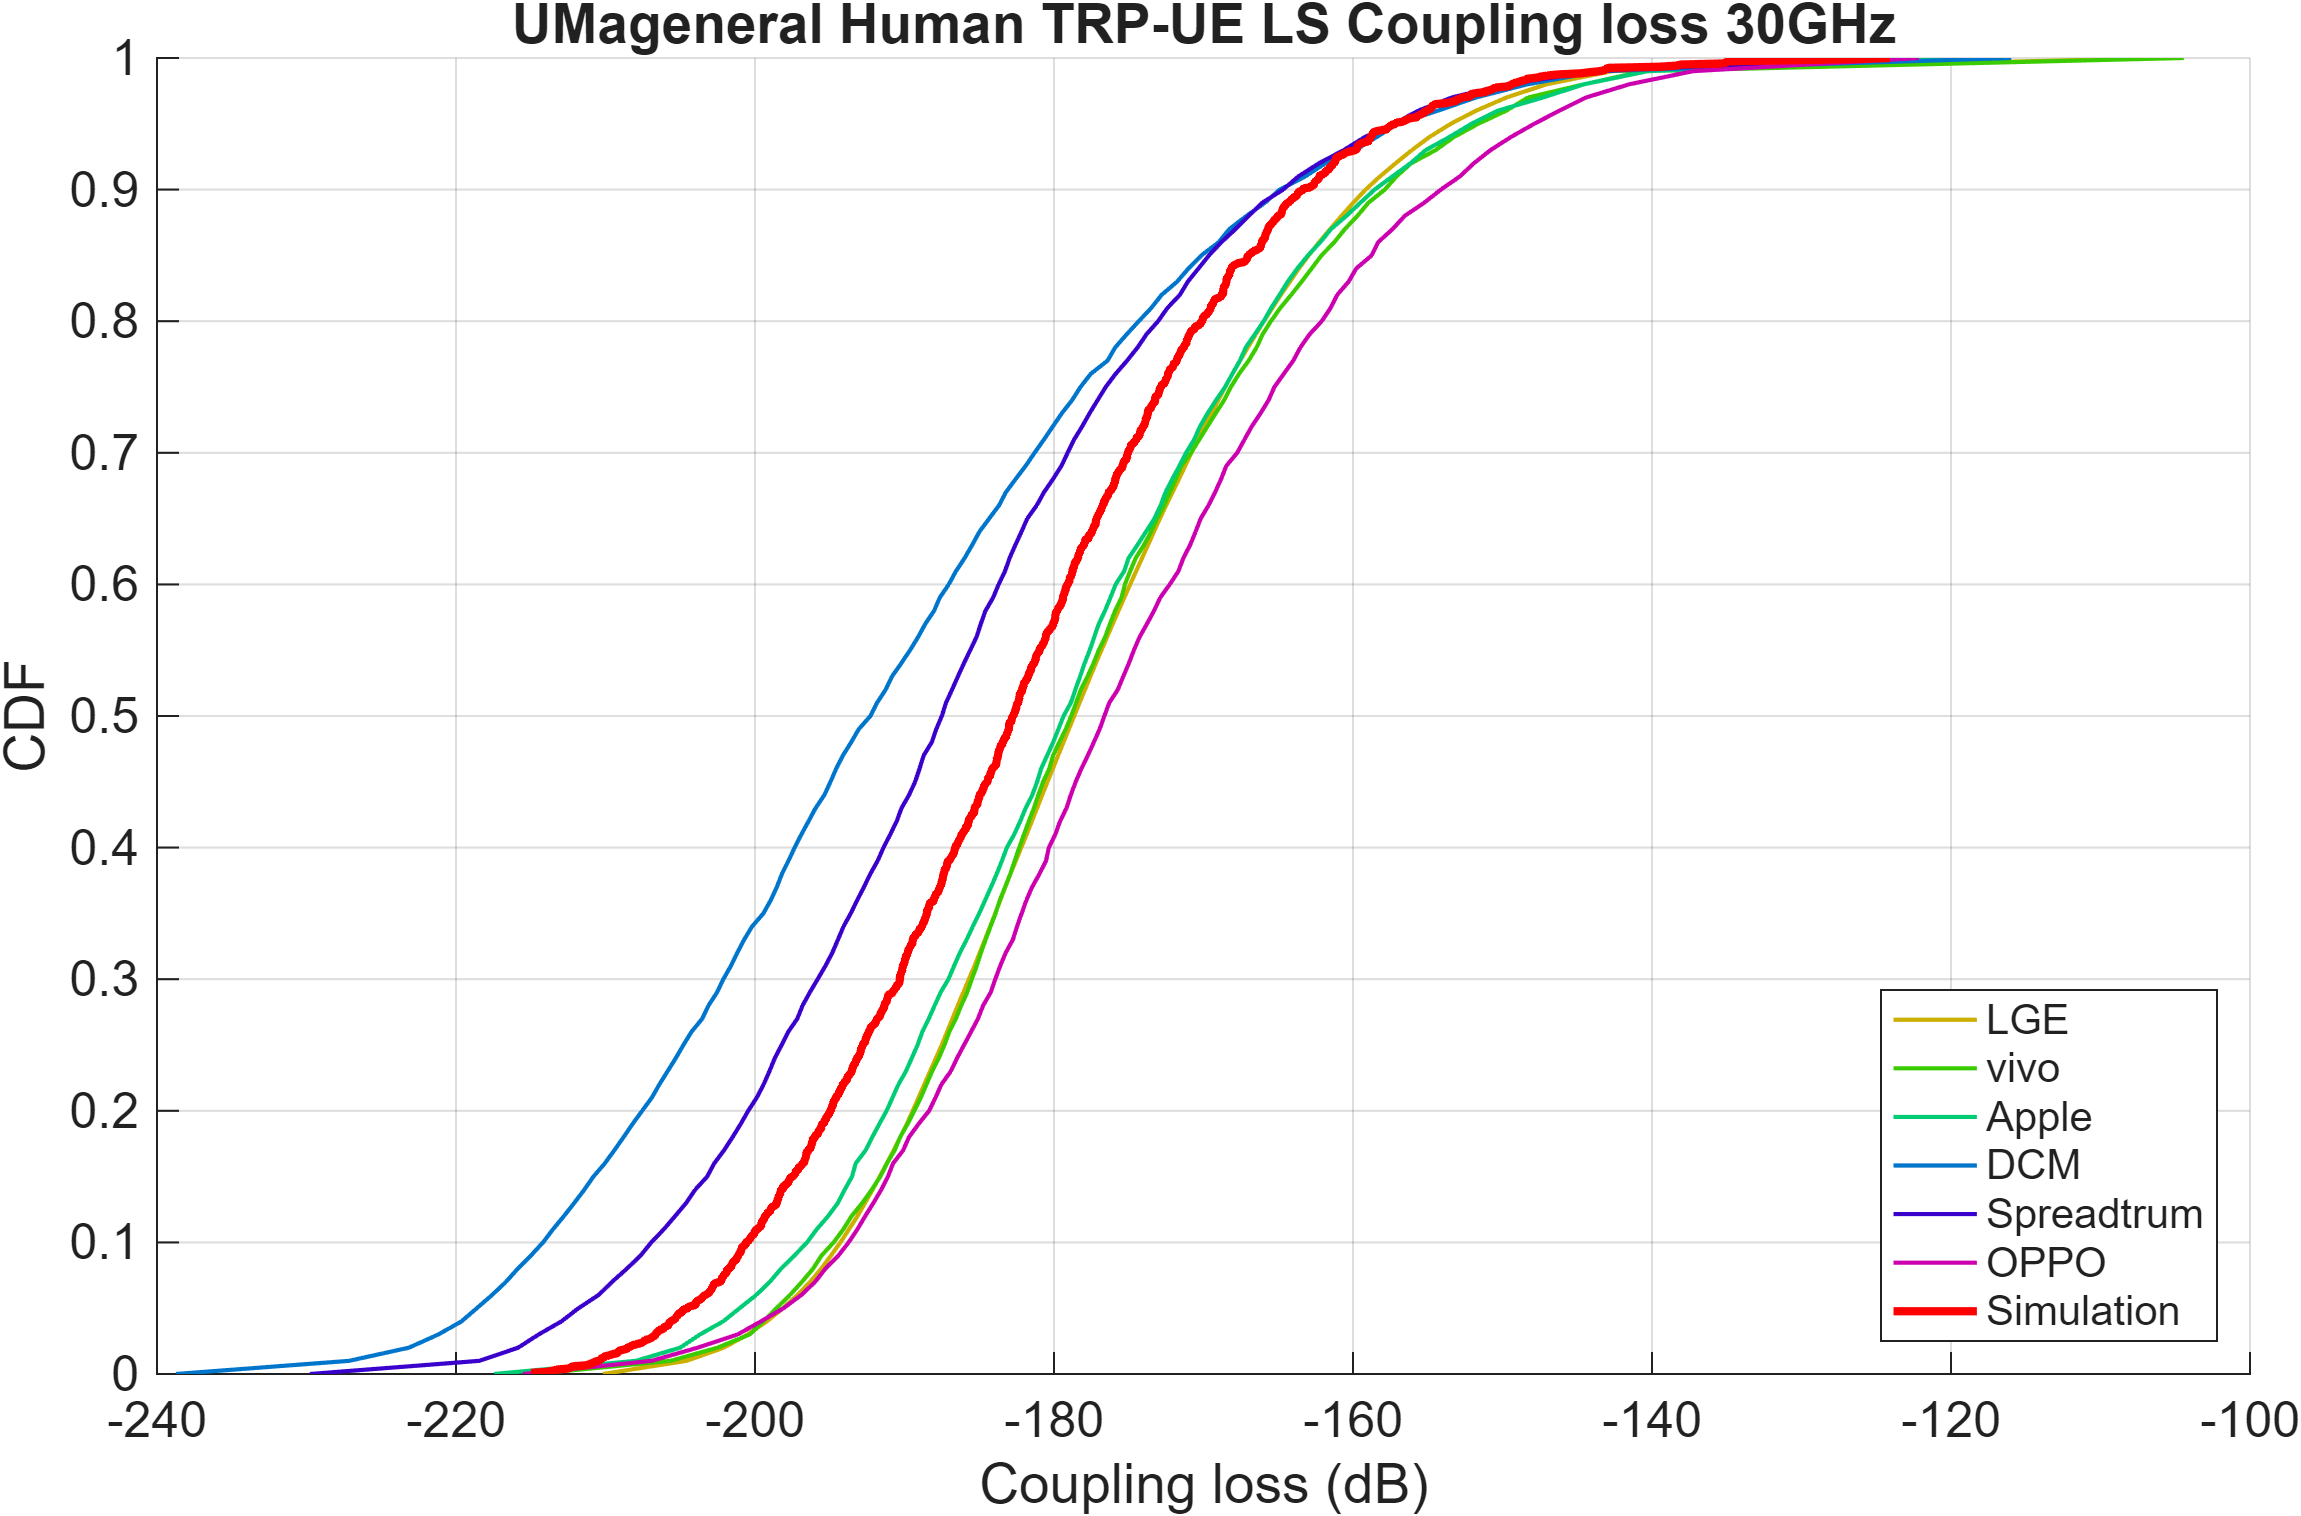 UMageneral Human TRP-UE LS Coupling loss 30GHz
1
0.9
0.8
0.7
0.6
0.5
0.4
0.3
0.2
0.1
0
CDF
-240 -220 -200 -180 -160 -140 -120 -100
Coupling loss (dB)
LGE
vivo
Apple
DCM
Spreadtrum
OPPO
Simulation